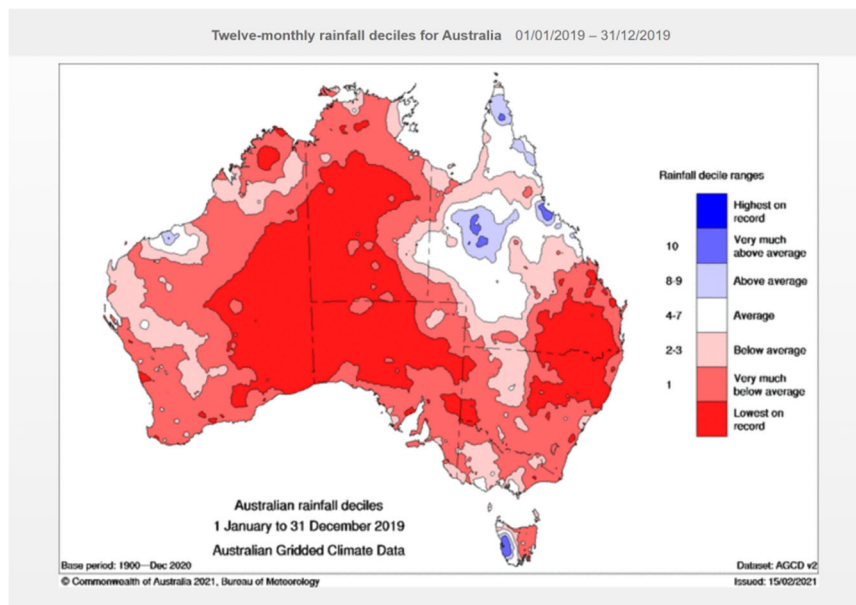 Twelve-monthly rainfall deciles for Australia 01/01/2019 – 31/12/2019
Rainfall decile ranges
Highest on
record
10 Very much
above average
8-9 Above average
4-7 Average
2-3 Below average
1 Very much
below average
Lowest on
record
Australian rainfall deciles
1 January to 31 December 2019
Australian Gridded Climate Data
Base period: 1900—Dec 2020
Dataset: AGCD v2
© Commonwealth of Australia 2021, Bureau of Meteorology
Issued: 15/02/2021